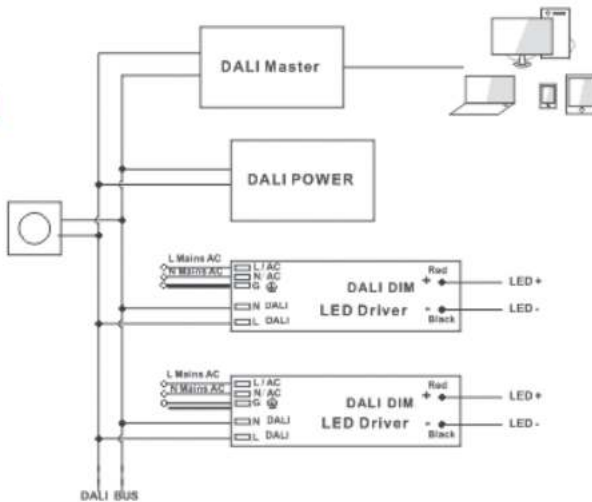 DALI Master
DALI POWER
L Mains AC
N Mains AC
L/AC
N/AC
G
N DALI
L DALI
DALI DIM
LED Driver
Red
+
-
Black
LED+
LED-
L Mains AC
N Mains AC
L/AC
N/AC
G
N DALI
L DALI
DALI DIM
LED Driver
Red
+
-
Black
LED+
LED-
DALI BUS